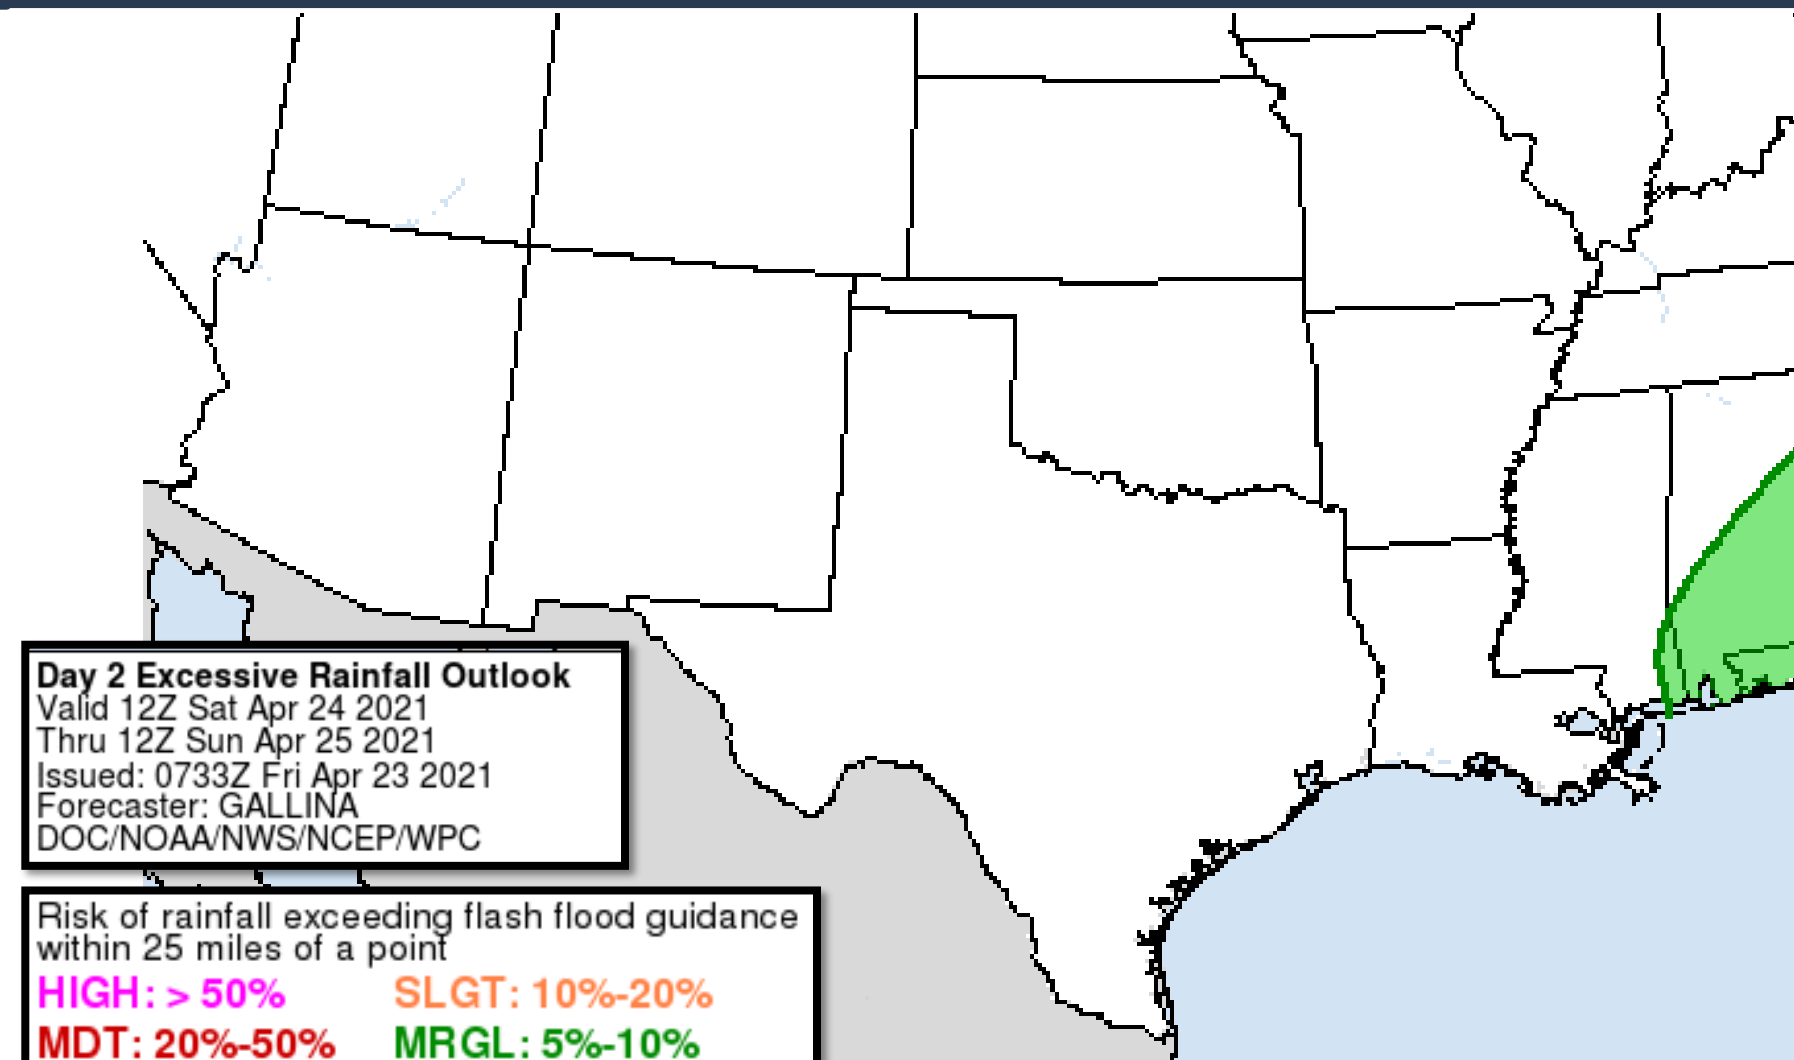 Day 2 Excessive Rainfall Outlook
Valid 12Z Sat Apr 24 2021
Thru 12Z Sun Apr 25 2021
Issued: 0733Z Fri Apr 23 2021
Forecaster: GALLINA
DOC/NOAA/NWS/NCEP/WPC
Risk of rainfall exceeding flash flood guidance
within 25 miles of a point
HIGH: > 50% SLGT: 10%-20%
MDT: 20%-50% MRGL: 5%-10%